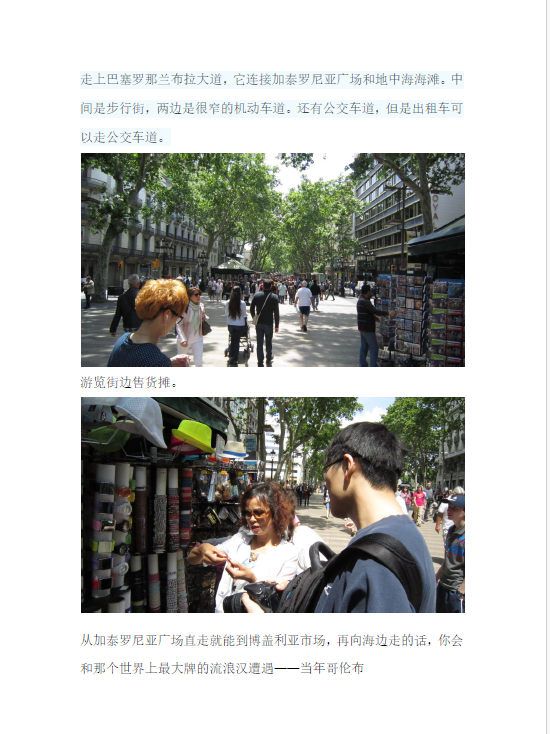 走上巴塞罗那兰布拉大道，它连接加泰罗尼亚广场和地中海海滩。中
间是步行街，两边是很窄的机动车道。还有公交车道，但是出租车可
以走公交车道。
游览街边售货摊。
从加泰罗尼亚广场直走就能到博盖利亚市场，再向海边走的话，你会
和那个世界上最大牌的流浪汉遭遇——当年哥伦布